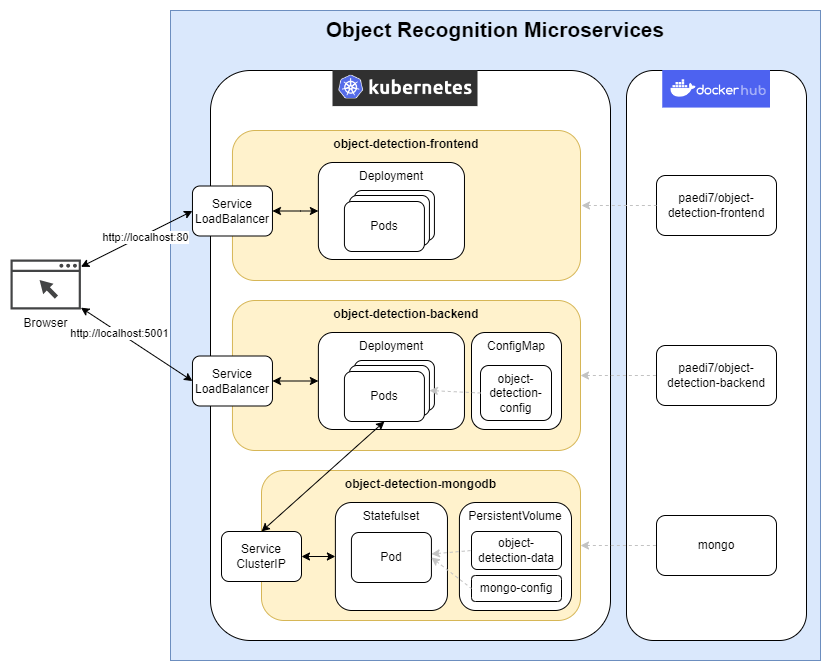 Object Recognition Microservices
kubernetes
dockerhub
object-detection-frontend
Deployment
Service
LoadBalancer
Pods
paedi7/object-
detection-frontend
http://localhost:80
Browser
http://localhost:5001
object-detection-backend
Deployment
ConfigMap
Service
LoadBalancer
Pods
object-
detection-
config
paedi7/object-
detection-backend
object-detection-mongodb
Statefulset
PersistentVolume
Service
ClusterIP
Pod
object-
detection-data
mongo-config
mongo